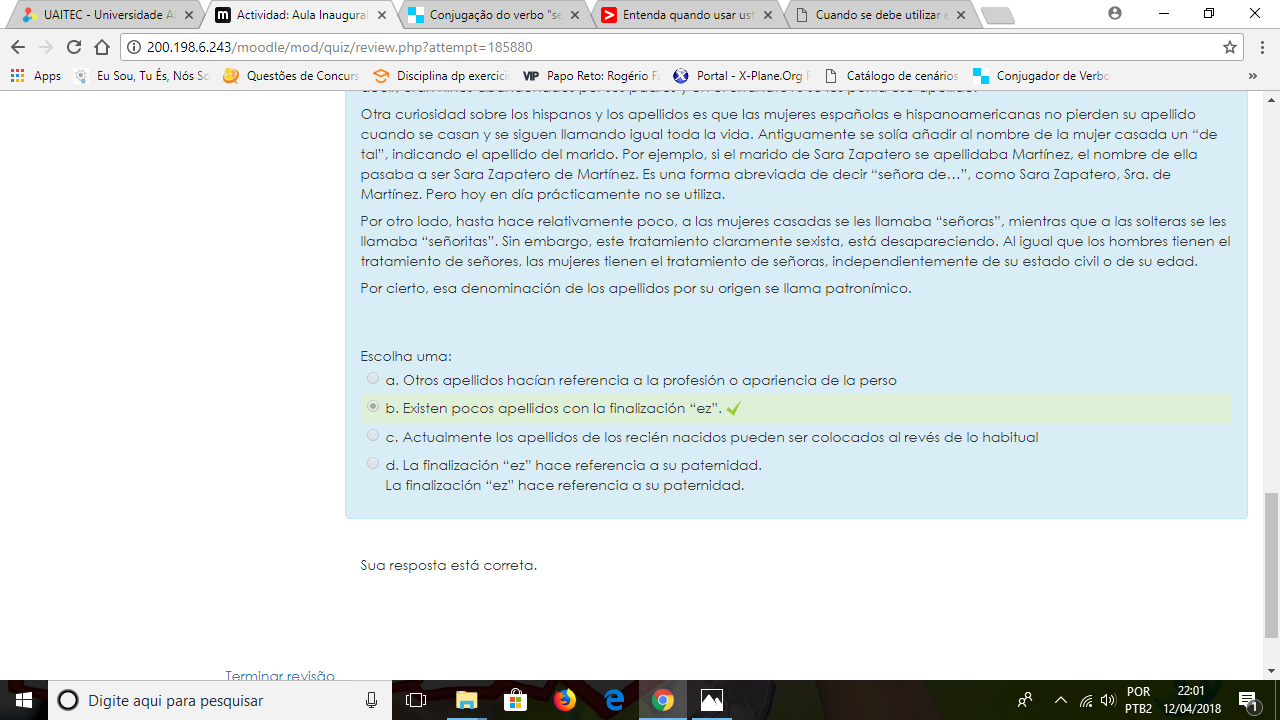 UAITEC - Universidade A
Actividad: Aula Inaugural
Conjugação do verbo "se
Entenda quando usar ust
Cuando se debe utilizar e
200.198.6.243/moodle/mod/quiz/review.php?attempt=185880
Apps
Eu Sou, Tu És, Nós So
Questões de Concurs
Disciplina dp exercici
VIP Papo Reto: Rogério F
Portal - X-Plane.Org F
Catálogo de cenários
Conjugador de Verbo
»
Otra curiosidad sobre los hispanos y los apellidos es que las mujeres españolas e hispanoamericanas no pierden su apellido
cuando se casan y se siguen llamando igual toda la vida. Antiguamente se solía añadir al nombre de la mujer casada un “de
tal”, indicando el apellido del marido. Por ejemplo, si el marido de Sara Zapatero se apellidaba Martínez, el nombre de ella
pasaba a ser Sara Zapatero de Martínez. Es una forma abreviada de decir “señora de...”, como Sara Zapatero, Sra. de
Martínez. Pero hoy en día prácticamente no se utiliza.
Por otro lado, hasta hace relativamente poco, a las mujeres casadas se les llamaba “señoras”, mientras que a las solteras se les
llamaba “señoritas”. Sin embargo, este tratamiento claramente sexista, está desapareciendo. Al igual que los hombres tienen el
tratamiento de señores, las mujeres tienen el tratamiento de señoras, independientemente de su estado civil o de su edad.
Por cierto, esa denominación de los apellidos por su origen se llama patronímico.
Escolha uma:
a. Otros apellidos hacían referencia a la profesión o apariencia de la perso
b. Existen pocos apellidos con la finalización “ez”.
c. Actualmente los apellidos de los recién nacidos pueden ser colocados al revés de lo habitual
d. La finalización “ez” hace referencia a su paternidad.
La finalización “ez” hace referencia a su paternidad.
Sua resposta está correta.
Terminar revisão
Digite aqui para pesquisar
POR
PTB2
22:01
12/04/2018
1